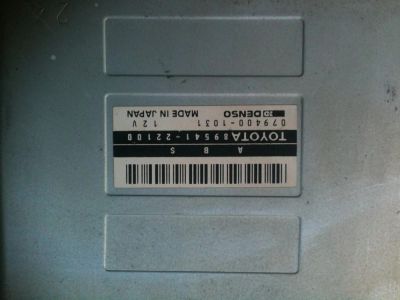 A B S
TOYOTA 89541-22100
079400-1031 12V
DENSO MADE IN JAPAN